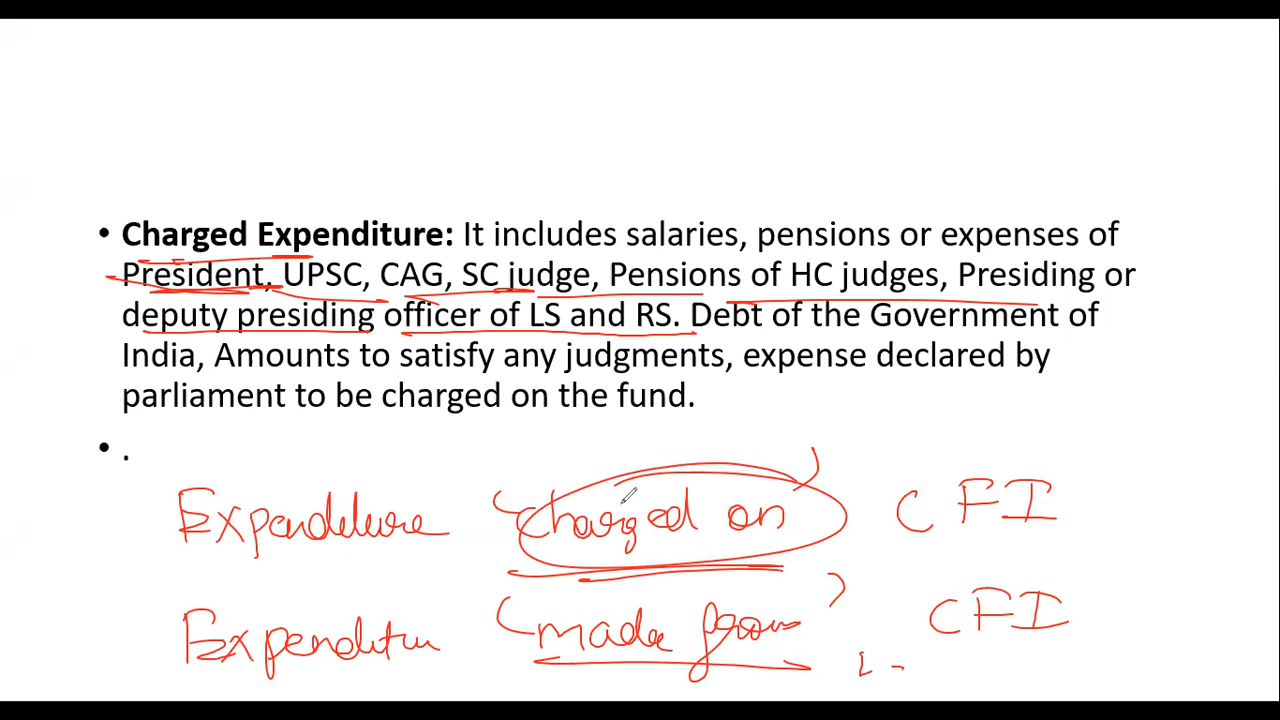 • Charged Expenditure: It includes salaries, pensions or expenses of
President, UPSC, CAG, SC judge, Pensions of HC judges, Presiding or
deputy presiding officer of LS and RS. Debt of the Government of
India, Amounts to satisfy any judgments, expense declared by
parliament to be charged on the fund.
• .
Expenditure (charged on) CFI
Expenditur (made from) CFI